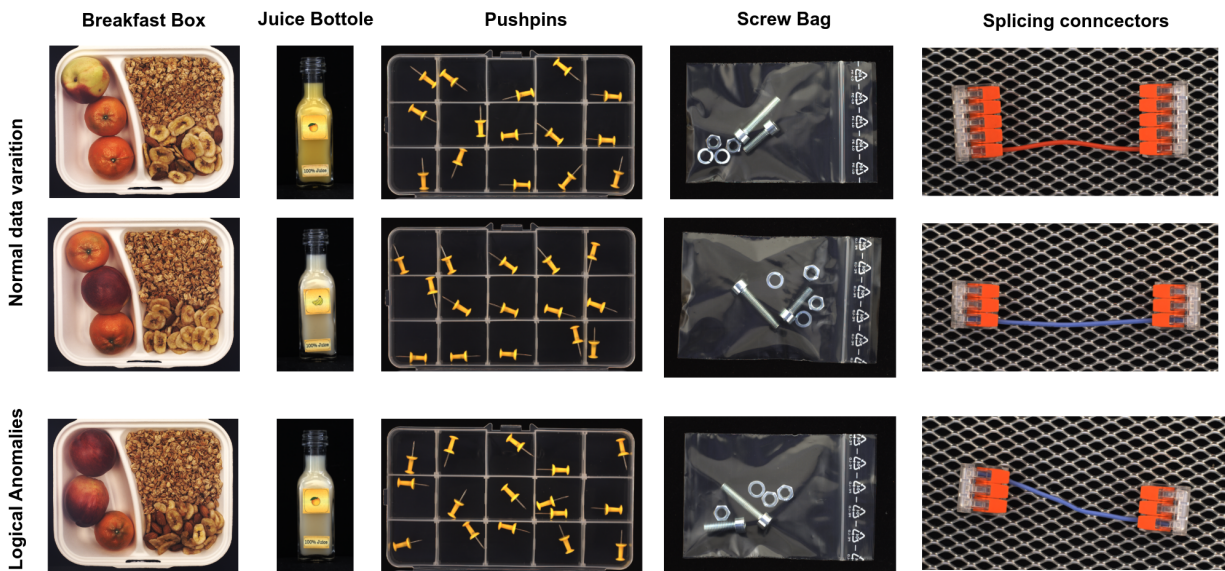 Breakfast Box
Juice Bottole
Pushpins
Screw Bag
Splicing conncectors
Normal data varaition
Logical Anomalies
100% Juice
100% Juice
100% Juice